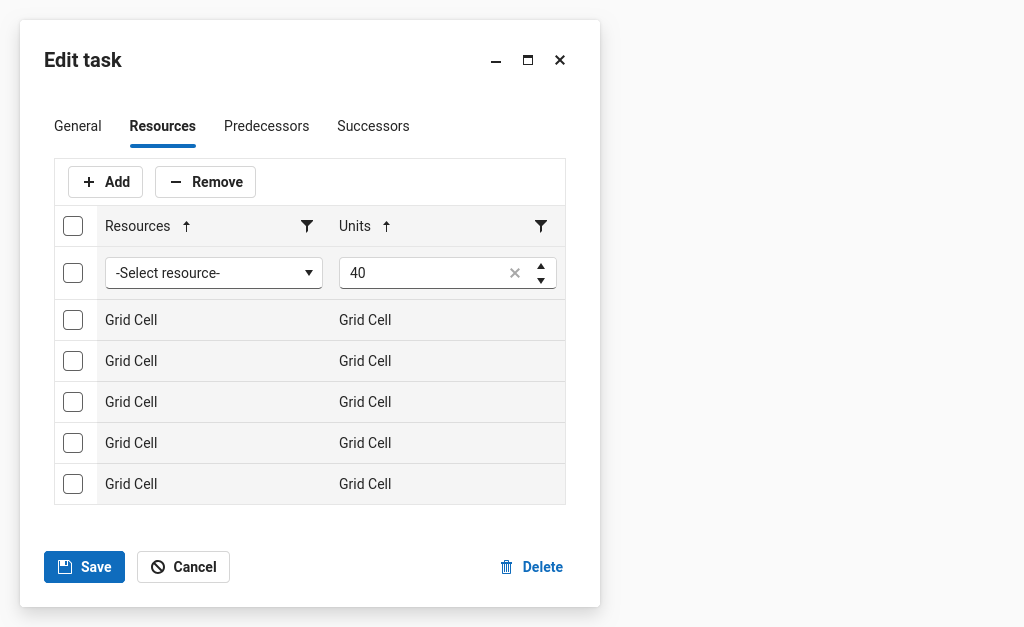 Edit task
General Resources Predecessors Successors
Add Remove
Resources Units
-Select resource- 40
Grid Cell Grid Cell
Grid Cell Grid Cell
Grid Cell Grid Cell
Grid Cell Grid Cell
Grid Cell Grid Cell
Save Cancel Delete